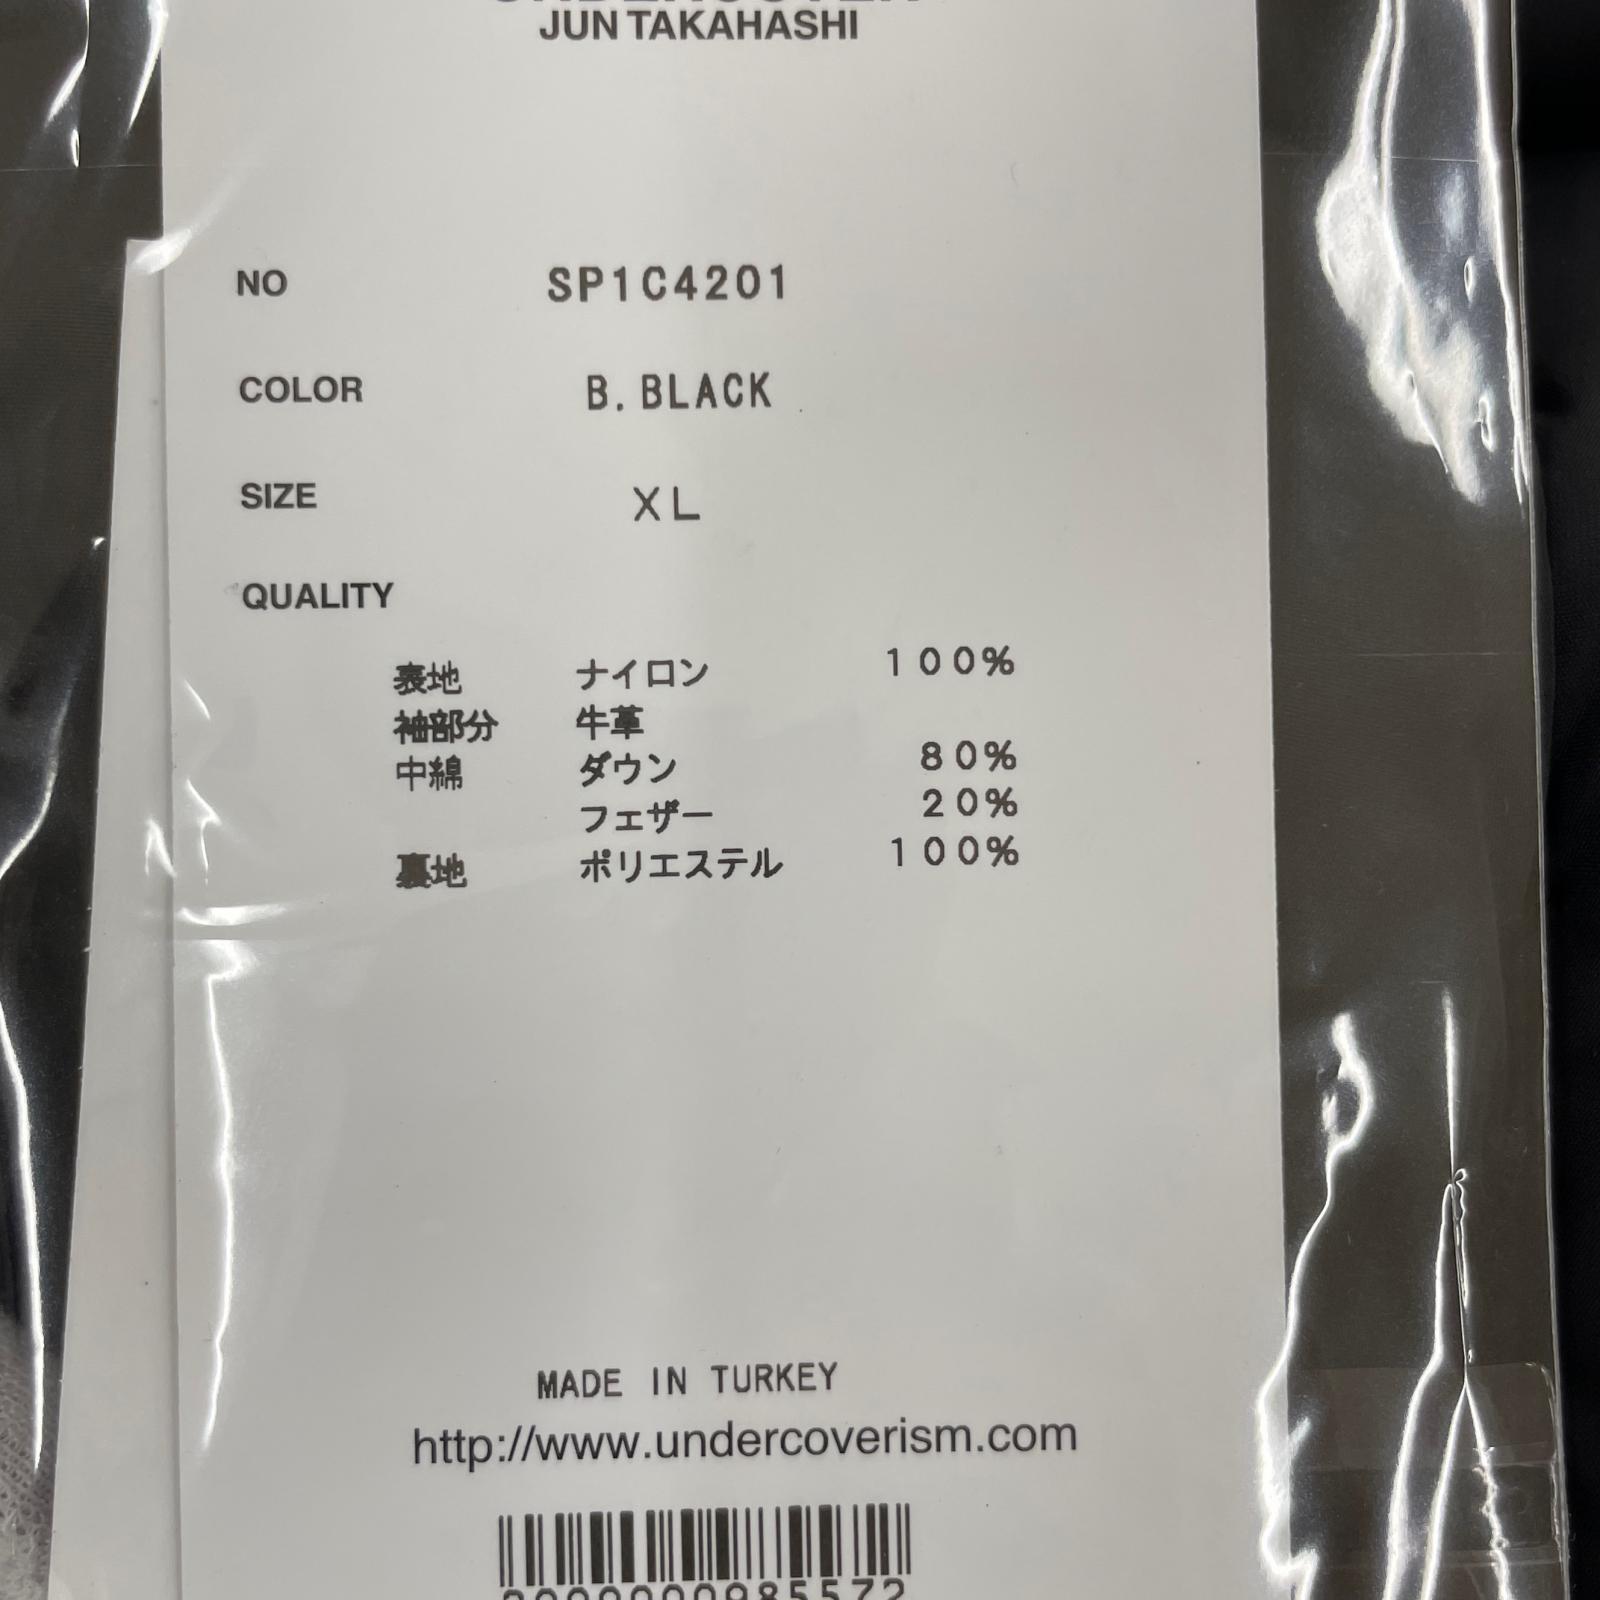 UNDERCOVER
JUN TAKAHASHI
NO SP1C4201
COLOR B.BLACK
SIZE XL
QUALITY
表地 ナイロン 100%
袖部分 牛革
中綿 ダウン 80%
フェザー 20%
裏地 ポリエステル 100%
MADE IN TURKEY
http://www.undercoverism.com